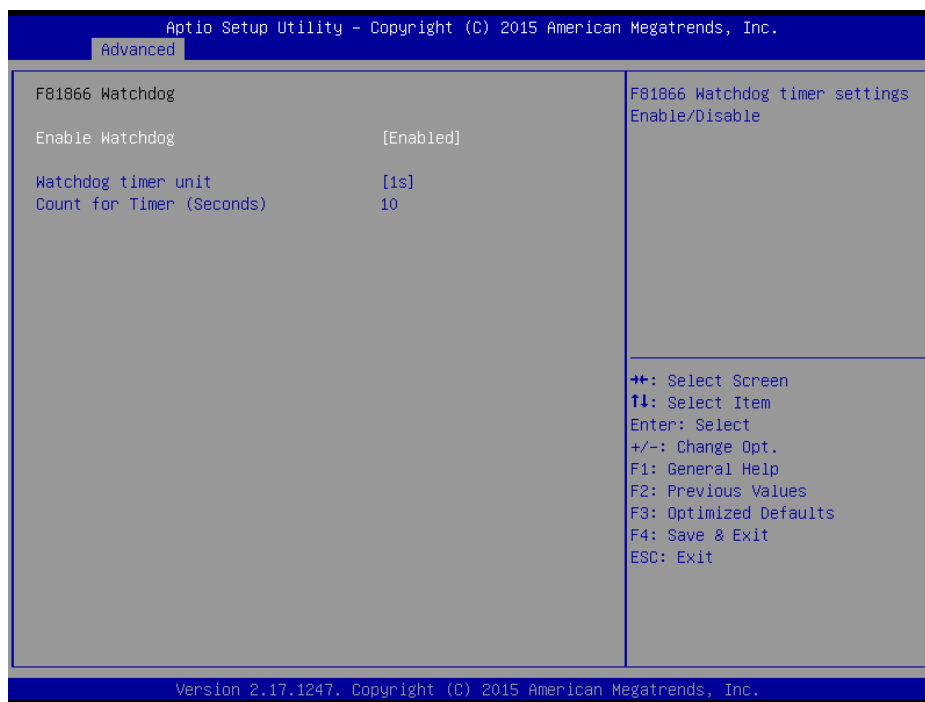 Aptio Setup Utility – Copyright (C) 2015 American Megatrends, Inc.
Advanced
F81866 Watchdog
Enable Watchdog [Enabled]
Watchdog timer unit [1s]
Count for Timer (Seconds) 10
F81866 Watchdog timer settings
Enable/Disable
→←: Select Screen
↑↓: Select Item
Enter: Select
+/-: Change Opt.
F1: General Help
F2: Previous Values
F3: Optimized Defaults
F4: Save & Exit
ESC: Exit
Version 2.17.1247. Copyright (C) 2015 American Megatrends, Inc.